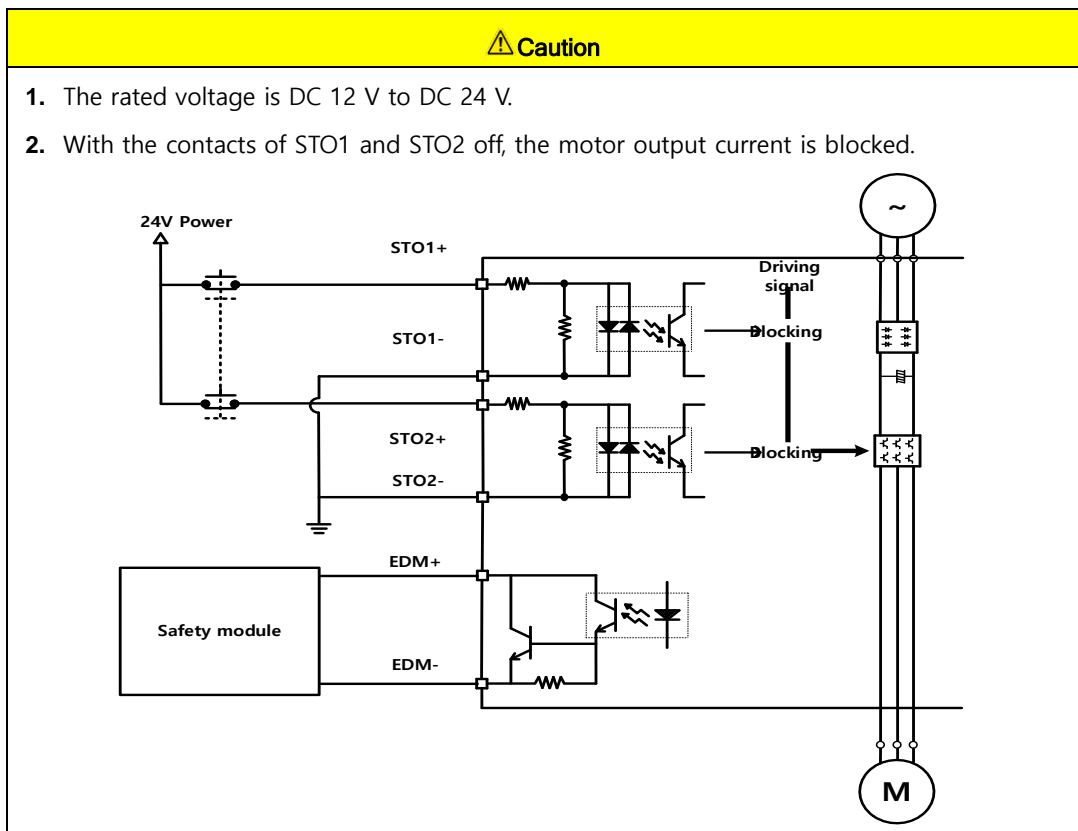 Caution
1. The rated voltage is DC 12 V to DC 24 V.
2. With the contacts of STO1 and STO2 off, the motor output current is blocked.
~
24V Power
STO1+
Driving
signal
STO1-
Blocking
STO2+
Blocking
STO2-
EDM+
Safety module
EDM-
M